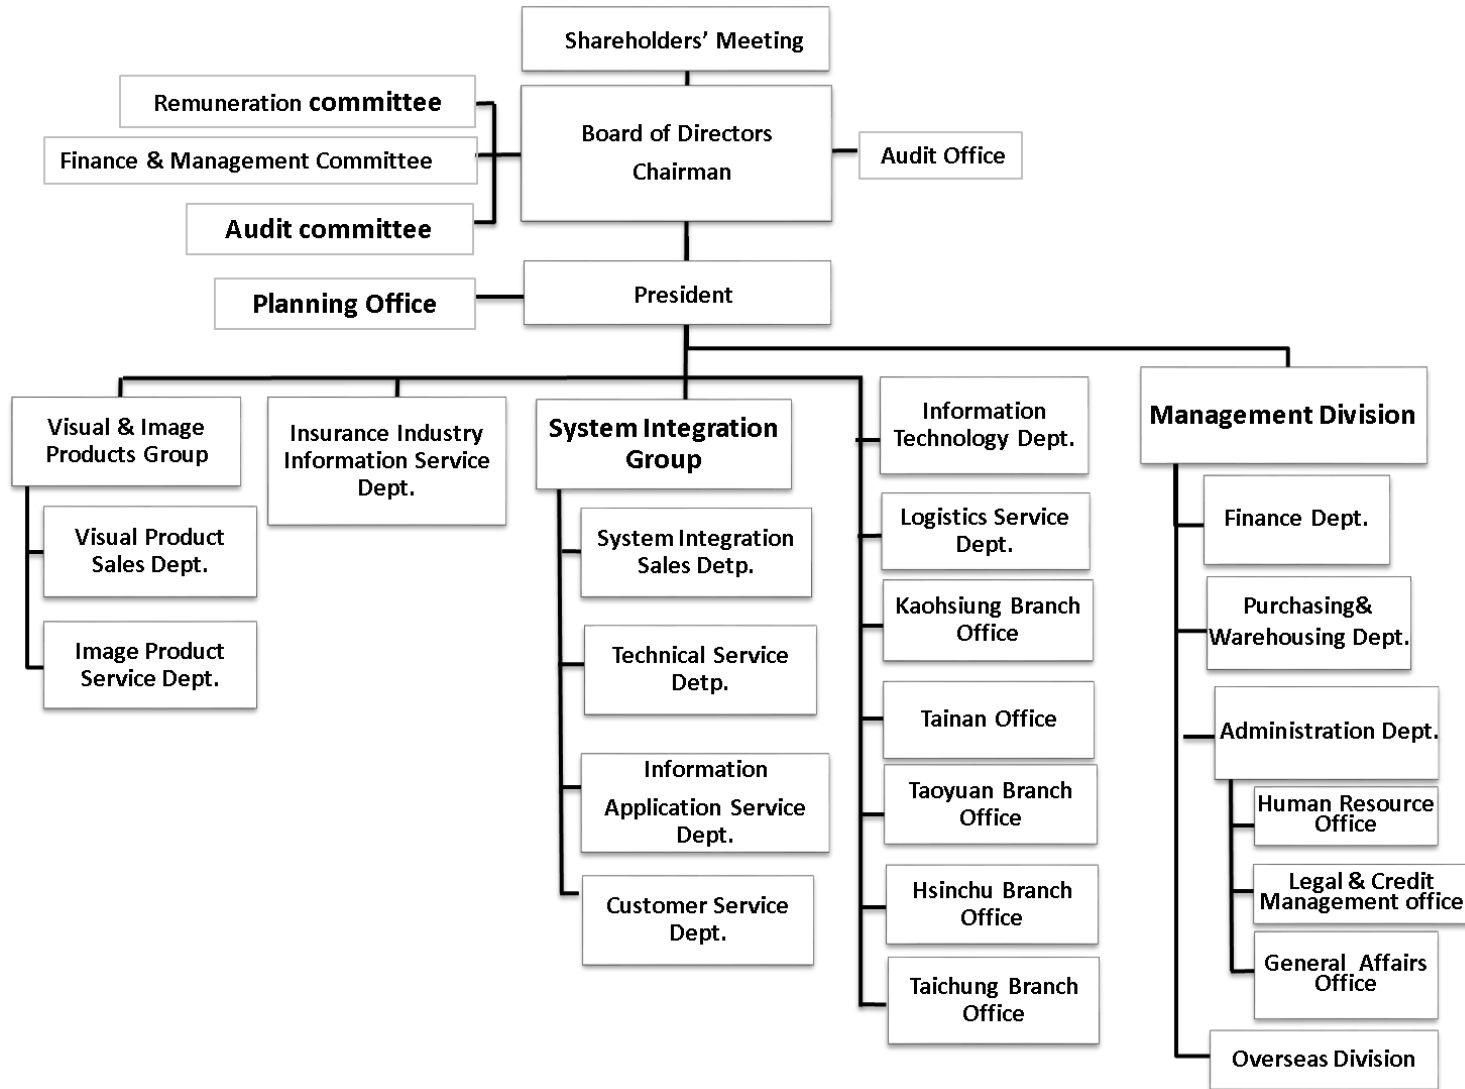 Shareholders' Meeting
Remuneration committee
Finance & Management Committee
Audit committee
Board of Directors
Chairman
Audit Office
Planning Office
President
Visual & Image
Products Group
Visual Product
Sales Dept.
Image Product
Service Dept.
Insurance Industry
Information Service
Dept.
System Integration
Group
System Integration
Sales Detp.
Technical Service
Detp.
Information
Application Service
Dept.
Customer Service
Dept.
Information
Technology Dept.
Logistics Service
Dept.
Kaohsiung Branch
Office
Tainan Office
Taoyuan Branch
Office
Hsinchu Branch
Office
Taichung Branch
Office
Management Division
Finance Dept.
Purchasing&
Warehousing Dept.
Administration Dept.
Human Resource
Office
Legal & Credit
Management office
General Affairs
Office
Overseas Division